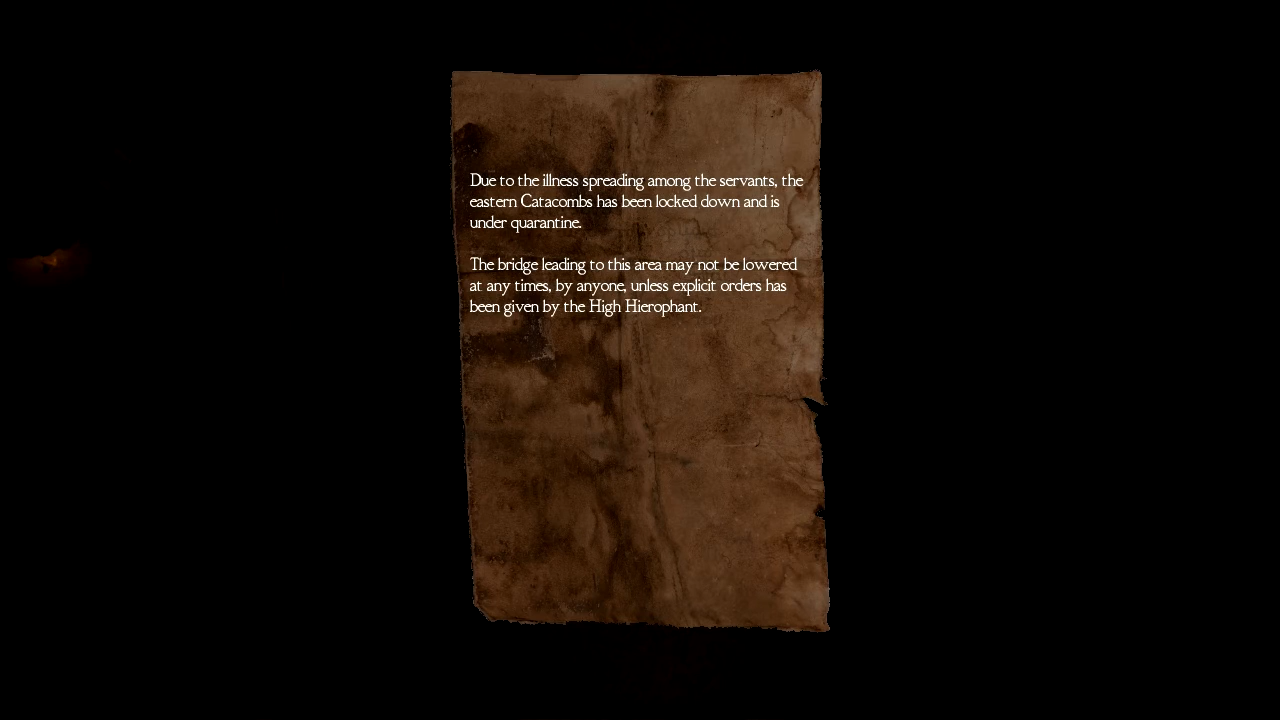 Due to the illness spreading among the servants, the
eastern Catacombs has been locked down and is
under quarantine.
The bridge leading to this area may not be lowered
at any times, by anyone, unless explicit orders has
been given by the High Hierophant.